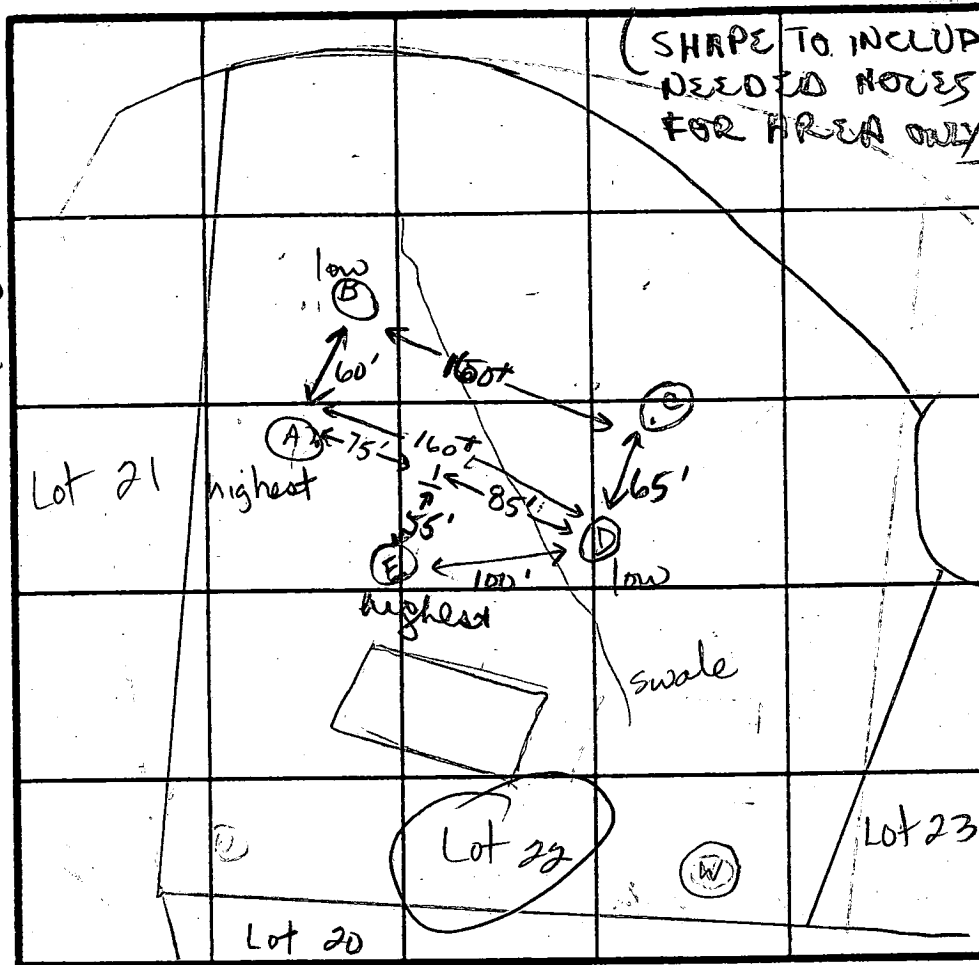 (SHAPE TO INCLUD
NEEDED HOLES
FOR AREA ONLY
low
B
60'
160+
C
A
75'
160+
Lot 21
highest
65'
85'
55'
D
E
100'
low
highest
swale
Lot 22
W
Lot 23
Lot 20